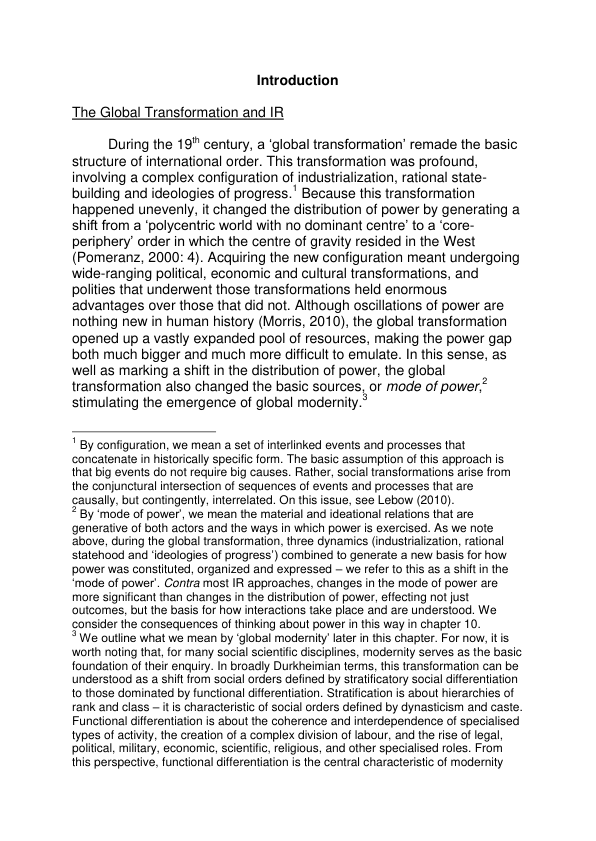 Introduction
The Global Transformation and IR
During the 19th century, a ‘global transformation’ remade the basic
structure of international order. This transformation was profound,
involving a complex configuration of industrialization, rational state-
building and ideologies of progress.1 Because this transformation
happened unevenly, it changed the distribution of power by generating a
shift from a ‘polycentric world with no dominant centre’ to a ‘core-
periphery’ order in which the centre of gravity resided in the West
(Pomeranz, 2000: 4). Acquiring the new configuration meant undergoing
wide-ranging political, economic and cultural transformations, and
polities that underwent those transformations held enormous
advantages over those that did not. Although oscillations of power are
nothing new in human history (Morris, 2010), the global transformation
opened up a vastly expanded pool of resources, making the power gap
both much bigger and much more difficult to emulate. In this sense, as
well as marking a shift in the distribution of power, the global
transformation also changed the basic sources, or mode of power,2
stimulating the emergence of global modernity.3
1 By configuration, we mean a set of interlinked events and processes that
concatenate in historically specific form. The basic assumption of this approach is
that big events do not require big causes. Rather, social transformations arise from
the conjunctural intersection of sequences of events and processes that are
causally, but contingently, interrelated. On this issue, see Lebow (2010).
2 By ‘mode of power’, we mean the material and ideational relations that are
generative of both actors and the ways in which power is exercised. As we note
above, during the global transformation, three dynamics (industrialization, rational
statehood and ‘ideologies of progress’) combined to generate a new basis for how
power was constituted, organized and expressed – we refer to this as a shift in the
‘mode of power’. Contra most IR approaches, changes in the mode of power are
more significant than changes in the distribution of power, effecting not just
outcomes, but the basis for how interactions take place and are understood. We
consider the consequences of thinking about power in this way in chapter 10.
3 We outline what we mean by ‘global modernity’ later in this chapter. For now, it is
worth noting that, for many social scientific disciplines, modernity serves as the basic
foundation of their enquiry. In broadly Durkheimian terms, this transformation can be
understood as a shift from social orders defined by stratificatory social differentiation
to those dominated by functional differentiation. Stratification is about hierarchies of
rank and class – it is characteristic of social orders defined by dynasticism and caste.
Functional differentiation is about the coherence and interdependence of specialised
types of activity, the creation of a complex division of labour, and the rise of legal,
political, military, economic, scientific, religious, and other specialised roles. From
this perspective, functional differentiation is the central characteristic of modernity